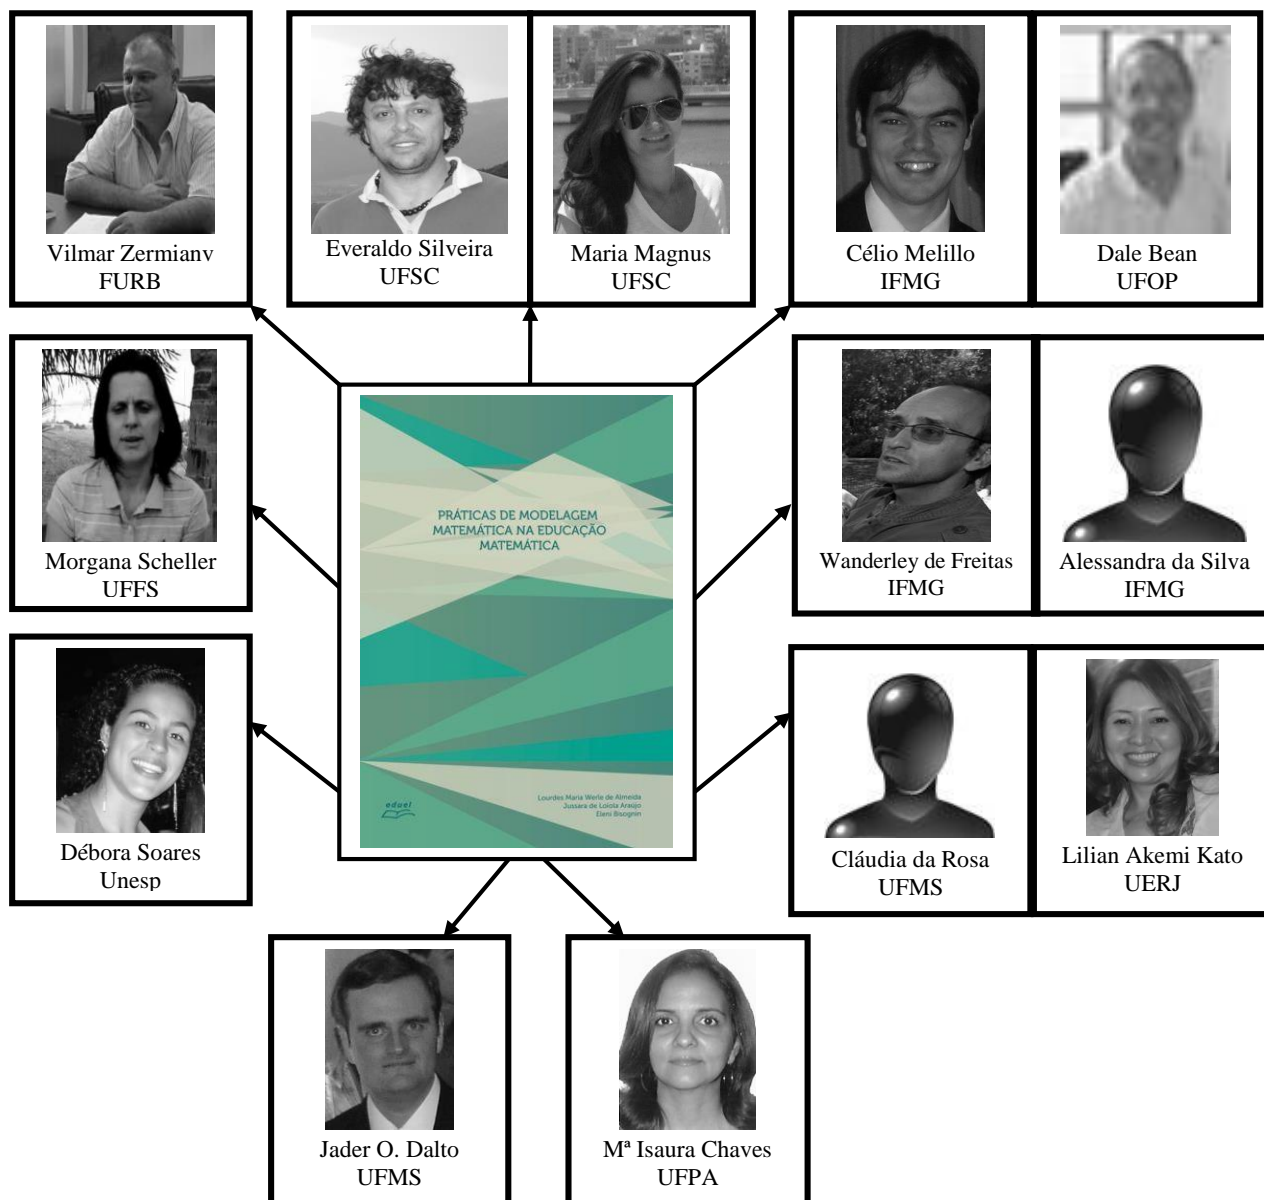 Vilmar Zermianv
FURB
Everaldo Silveira
UFSC
Maria Magnus
UFSC
Célio Melillo
IFMG
Dale Bean
UFOP
Morgana Scheller
UFFS
PRÁTICAS DE MODELAGEM
MATEMÁTICA NA EDUCAÇÃO
MATEMÁTICA
eduel
Lourdes Maria Werle de Almeida
Jussara de Loiola Araújo
Eleni Bisognin
Wanderley de Freitas
IFMG
Alessandra da Silva
IFMG
Débora Soares
Unesp
Cláudia da Rosa
UFMS
Lilian Akemi Kato
UERJ
Jader O. Dalto
UFMS
Mª Isaura Chaves
UFPA